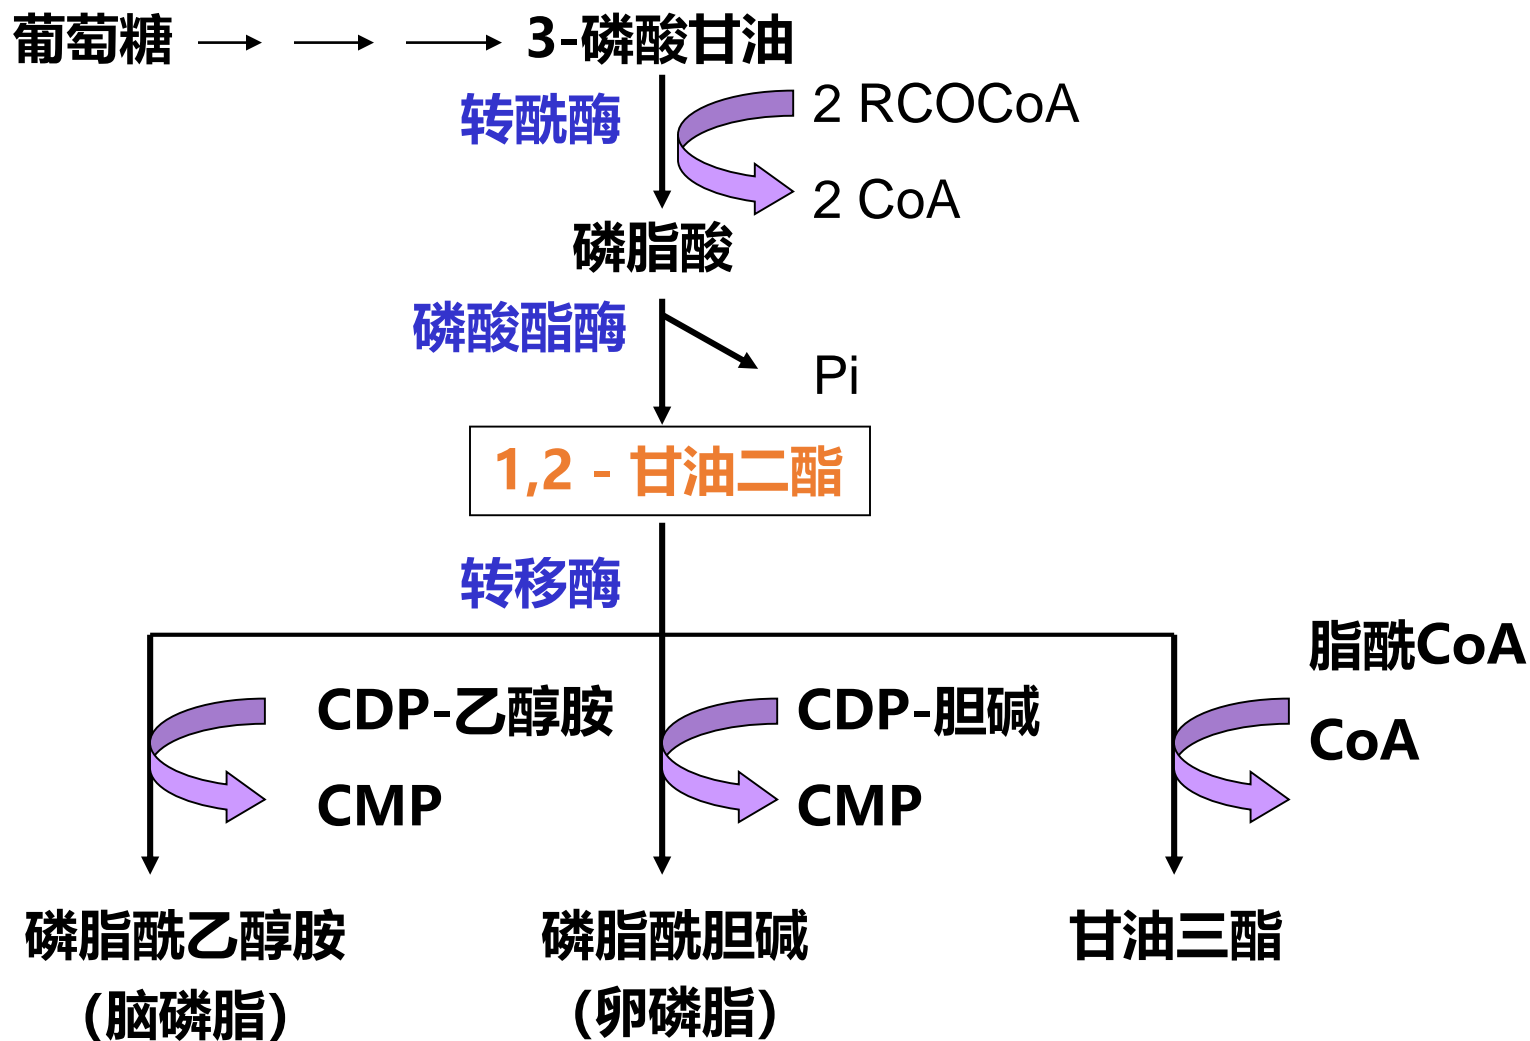 葡萄糖
3-磷酸甘油
转酰酶
2 RCOCoA
2 CoA
磷脂酸
磷酸酯酶
Pi
1,2 - 甘油二酯
转移酶
脂酰CoA
CDP-乙醇胺
CDP-胆碱
CoA
CMP
CMP
磷脂酰乙醇胺
磷脂酰胆碱
甘油三酯
(脑磷脂)
(卵磷脂)